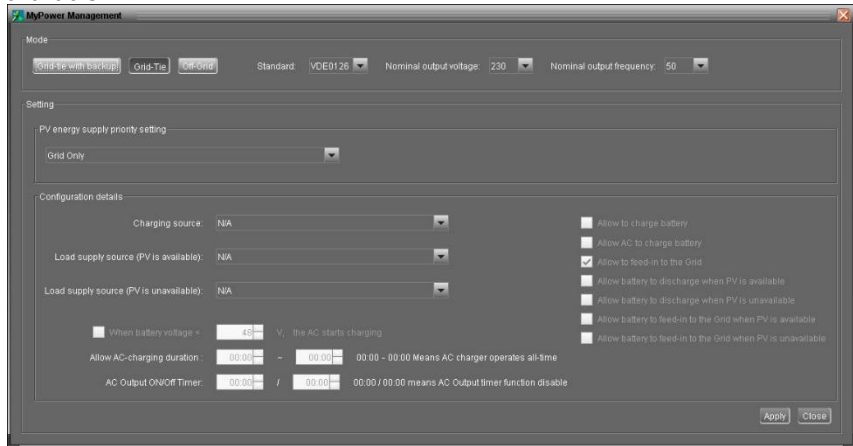 MyPower Management
Mode
Grid-tie with backup Grid-Tie Off-Grid Standard: VDE0126 Nominal output voltage: 230 Nominal output frequency: 50
Setting
PV energy supply priority setting
Grid Only
Configuration details
Charging source: N/A
Load supply source (PV is available): N/A
Load supply source (PV is unavailable): N/A
When battery voltage < 48 V, the AC starts charging
Allow AC-charging duration : 00:00 ~ 00:00 00:00 ~ 00:00 Means AC charger operates all-time
AC Output ON/Off Timer: 00:00 / 00:00 00:00 / 00:00 means AC Output timer function disable
Allow to charge battery
Allow AC to charge battery
Allow to feed-in to the Grid
Allow battery to discharge when PV is available
Allow battery to discharge when PV is unavailable
Allow battery to feed-in to the Grid when PV is available
Allow battery to feed-in to the Grid when PV is unavailable
Apply Close